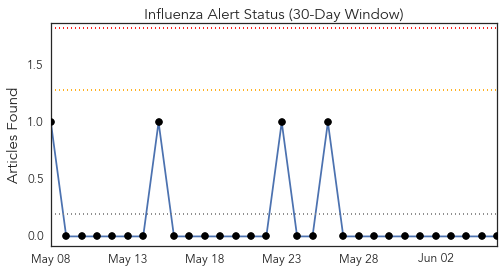 Influenza Alert Status (30-Day Window)
Articles Found
1.5
1.0
0.5
0.0
May 08 May 13 May 18 May 23 May 28 Jun 02